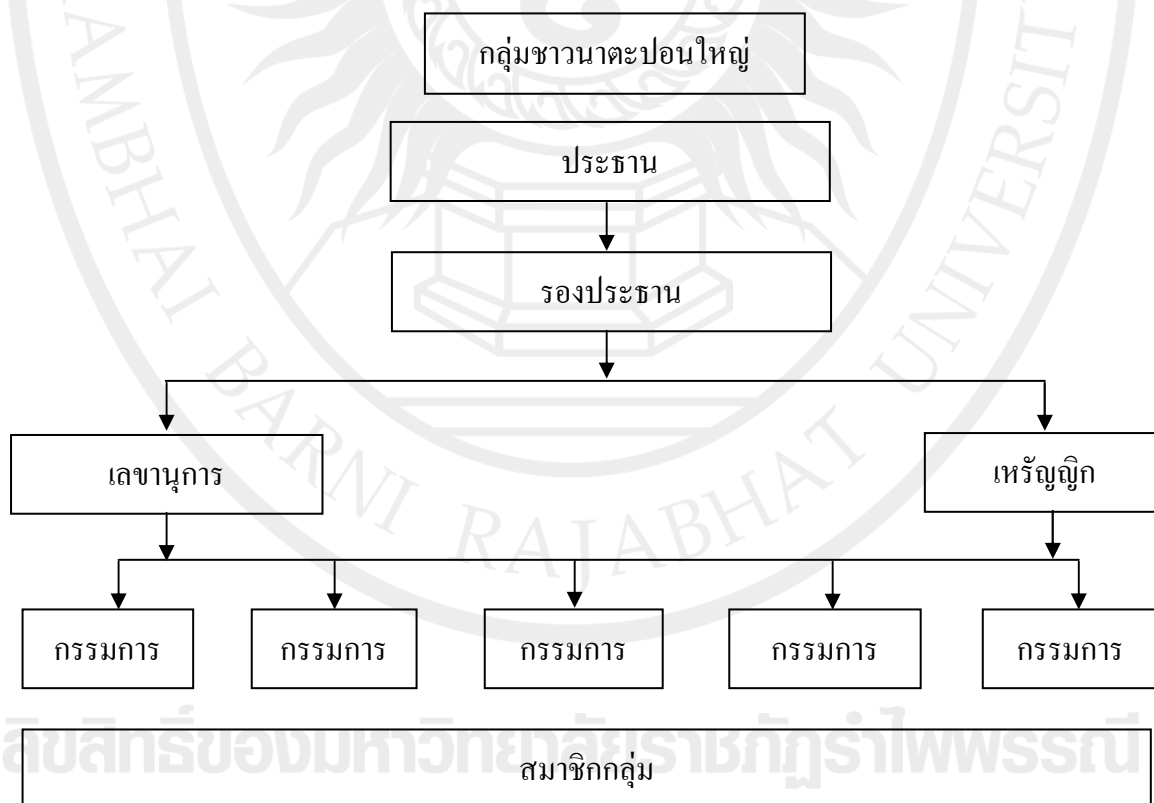 กลุ่มชาวนาตะปอนใหญ่
ประธาน
รองประธาน
เลขานุการ
เหรัญญิก
กรรมการ
กรรมการ
กรรมการ
กรรมการ
กรรมการ
สมาชิกกลุ่ม
AMBHAI BARNI RAJABHAT UNIVERSIT
ลิขสิทธิ์ของมหาวิทยาลัยราชภัฏรำไพพรรณี